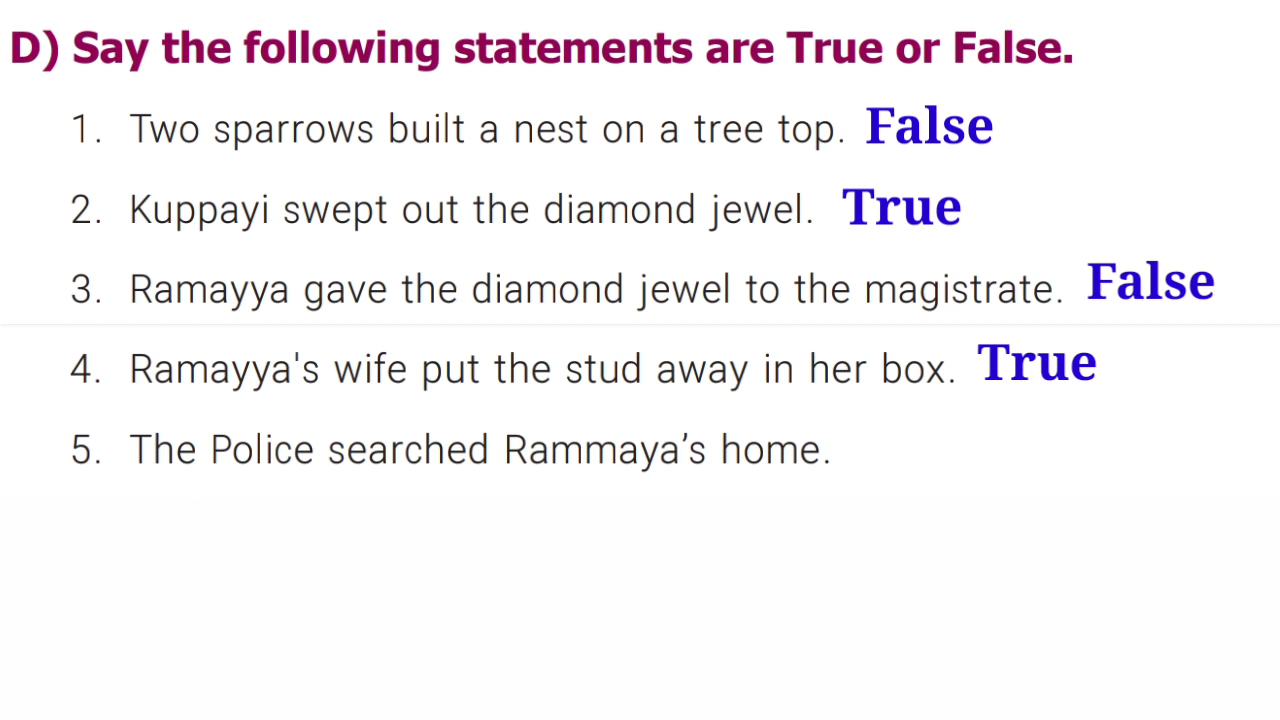 D) Say the following statements are True or False.
1. Two sparrows built a nest on a tree top. False
2. Kuppayi swept out the diamond jewel. True
3. Ramayya gave the diamond jewel to the magistrate. False
4. Ramayya's wife put the stud away in her box. True
5. The Police searched Rammaya’s home.